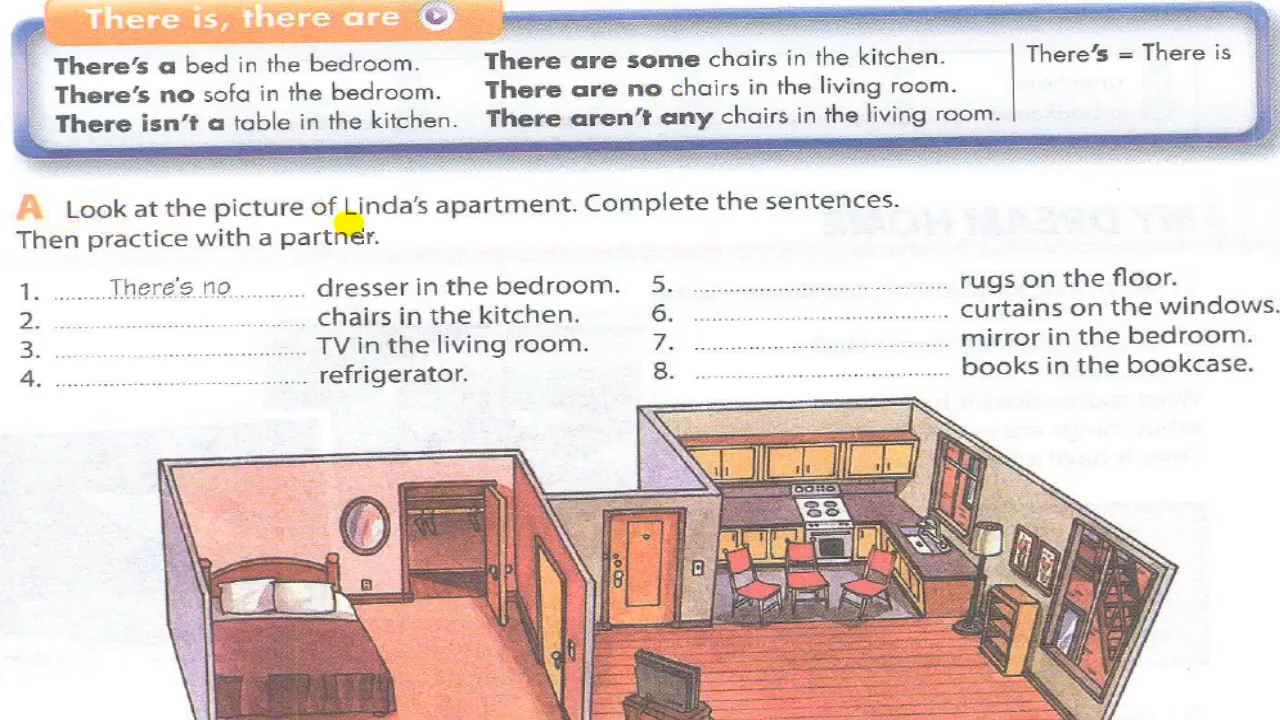 There is, there are
There's a bed in the bedroom.
There's no sofa in the bedroom.
There isn't a table in the kitchen.
There are some chairs in the kitchen.
There are no chairs in the living room.
There aren't any chairs in the living room.
There's = There is
A Look at the picture of Linda's apartment. Complete the sentences.
Then practice with a partner.
1. There's no dresser in the bedroom.
2. chairs in the kitchen.
3. TV in the living room.
4. refrigerator.
5. rugs on the floor.
6. curtains on the windows.
7. mirror in the bedroom.
8. books in the bookcase.